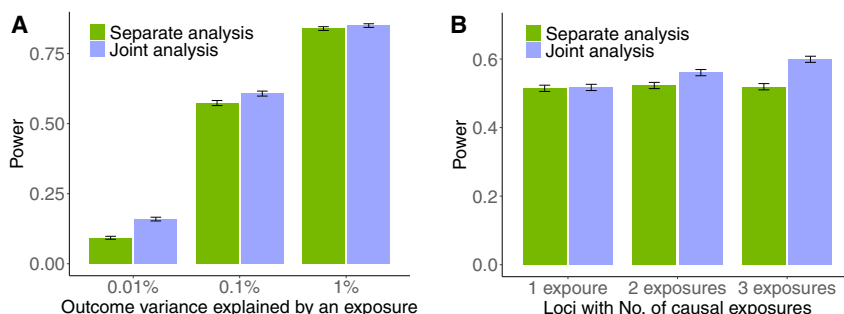 A
Separate analysis
Joint analysis
Power
0.75
0.50
0.25
0.00
0.01% 0.1% 1%
Outcome variance explained by an exposure
B
Separate analysis
Joint analysis
Power
0.6
0.4
0.2
0.0
1 expoure 2 exposures 3 exposures
Loci with No. of causal exposures